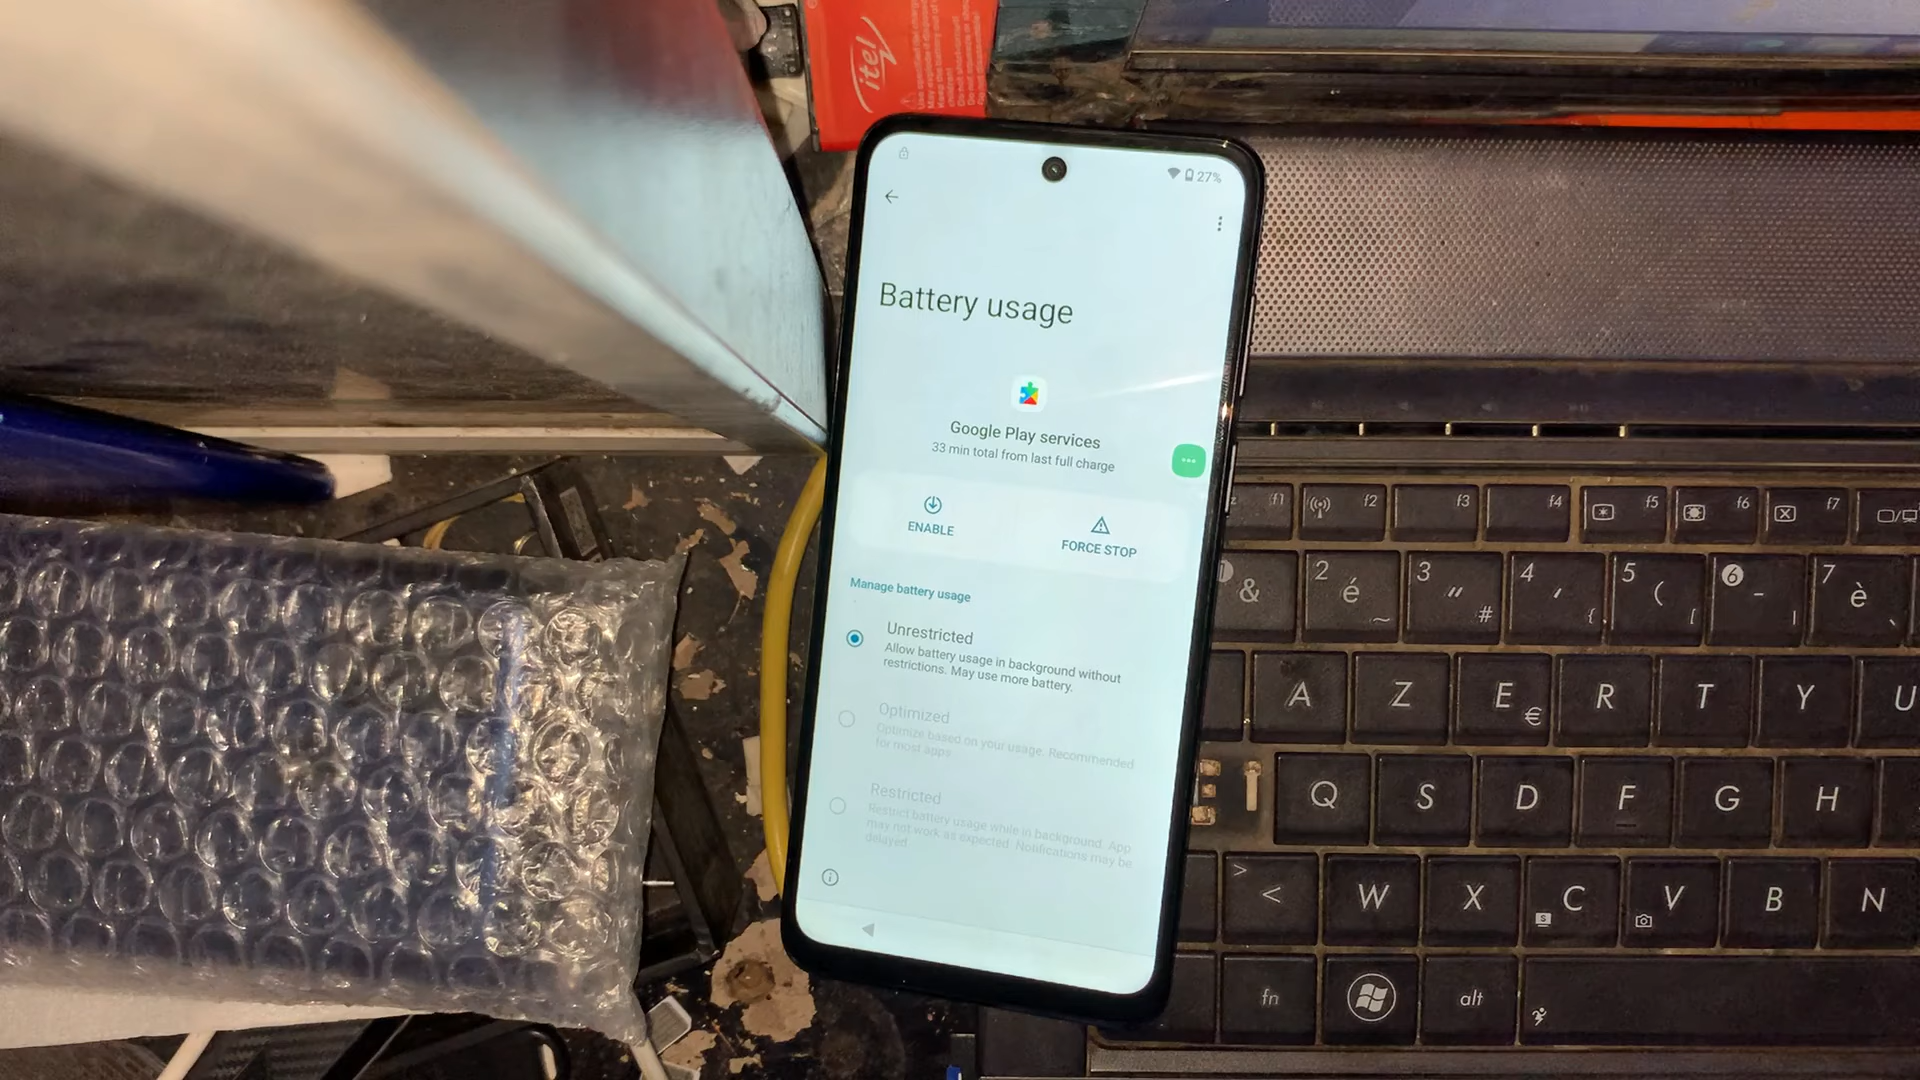 itel
27%
Battery usage
Google Play services
33 min total from last full charge
ENABLE
FORCE STOP
Manage battery usage
Unrestricted
Allow battery usage in background without
restrictions. May use more battery.
Optimized
Optimize based on your usage. Recommended
for most apps.
Restricted
Restrict battery usage while in background. App
may not work as expected. Notifications may be
delayed.
f1 f2 f3 f4 f5 f6 f7
1 & 2 é ~ 3 " # 4 ' { 5 ( [ 6 - | 7 è `
A Z E € R T Y U
Q S D F G H
> < W X C S V B N
fn alt